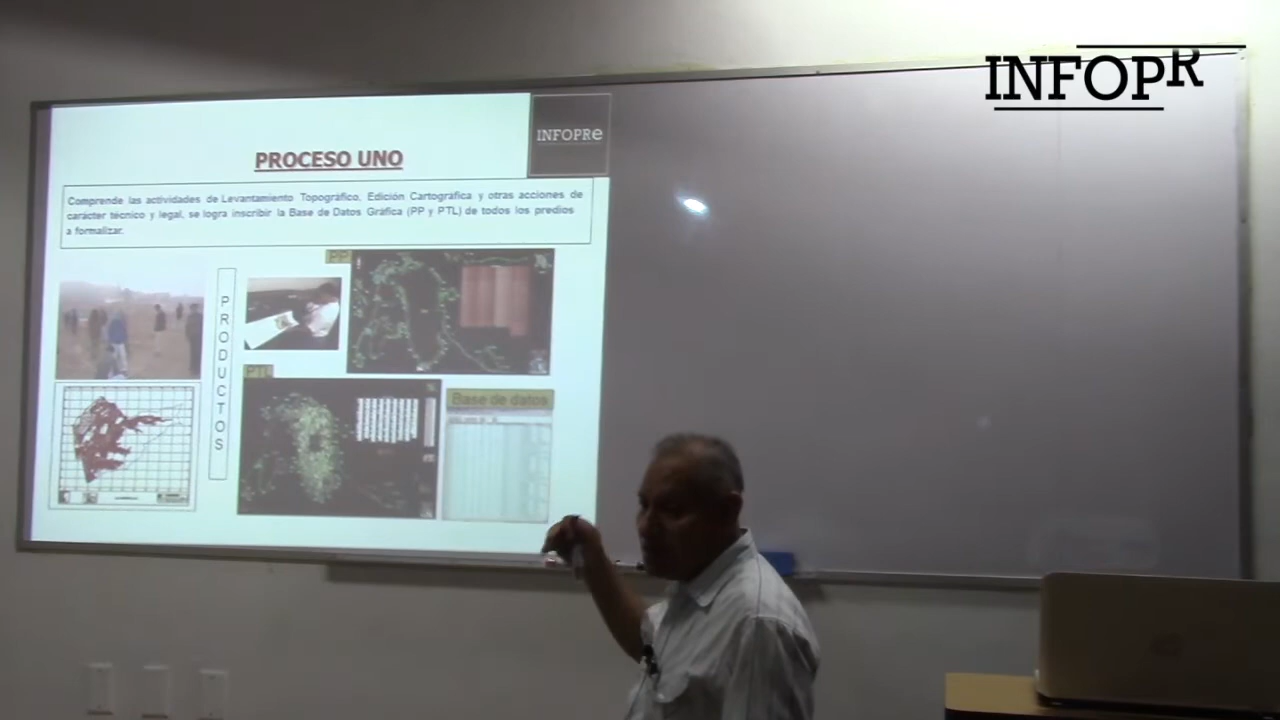 INFOPR
INFOPRe
PROCESO UNO
Comprende las actividades de Levantamiento Topográfico, Edición Cartográfica y otras acciones de
carácter técnico y legal, se logra inscribir la Base de Datos Gráfica (PP y PTL) de todos los predios
a formalizar.
PP
PRODUCTOS
PTL
Base de datos